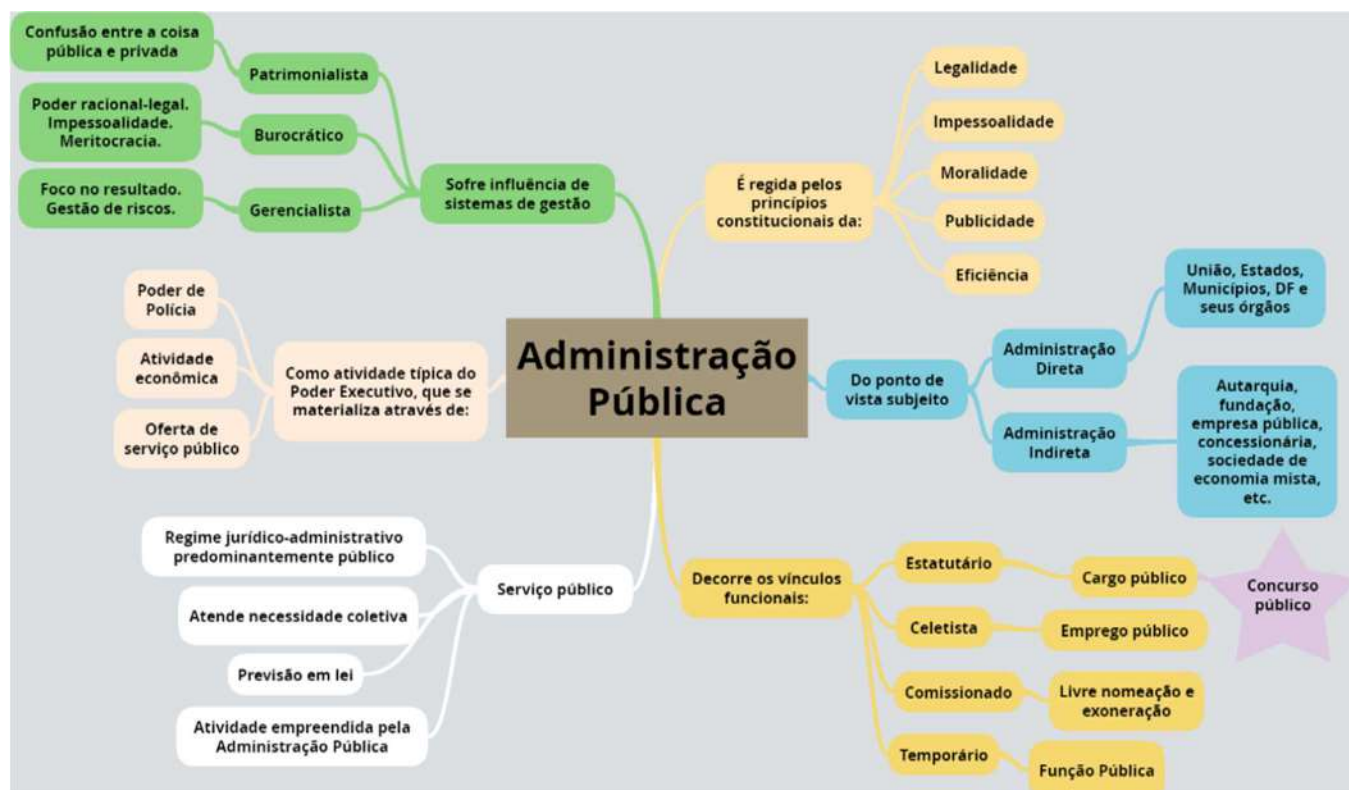 Confusão entre a coisa
pública e privada
Patrimonialista
Poder racional-legal.
Impessoalidade.
Meritocracia.
Burocrático
Foco no resultado.
Gestão de riscos.
Gerencialista
Sofre influência de
sistemas de gestão
É regida pelos
princípios
constitucionais da:
Legalidade
Impessoalidade
Moralidade
Publicidade
Eficiência
Poder de
Polícia
Atividade
econômica
Oferta de
serviço público
Como atividade típica do
Poder Executivo, que se
materializa através de:
Administração
Pública
Do ponto de
vista subjeito
Administração
Direta
União, Estados,
Municípios, DF e
seus órgãos
Administração
Indireta
Autarquia,
fundação,
empresa pública,
concessionária,
sociedade de
economia mista,
etc.
Regime jurídico-administrativo
predominantemente público
Atende necessidade coletiva
Previsão em lei
Atividade empreendida pela
Administração Pública
Serviço público
Decorre os vínculos
funcionais:
Estatutário
Cargo público
Concurso
público
Celetista
Emprego público
Comissionado
Livre nomeação e
exoneração
Temporário
Função Pública